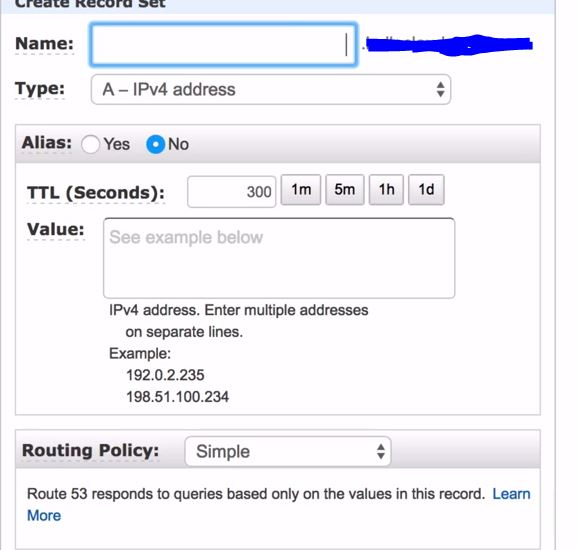 Create Record Set
Name:
Type: A – IPv4 address
Alias: Yes No
TTL (Seconds): 300 1m 5m 1h 1d
Value: See example below
IPv4 address. Enter multiple addresses
on separate lines.
Example:
192.0.2.235
198.51.100.234
Routing Policy: Simple
Route 53 responds to queries based only on the values in this record. Learn
More